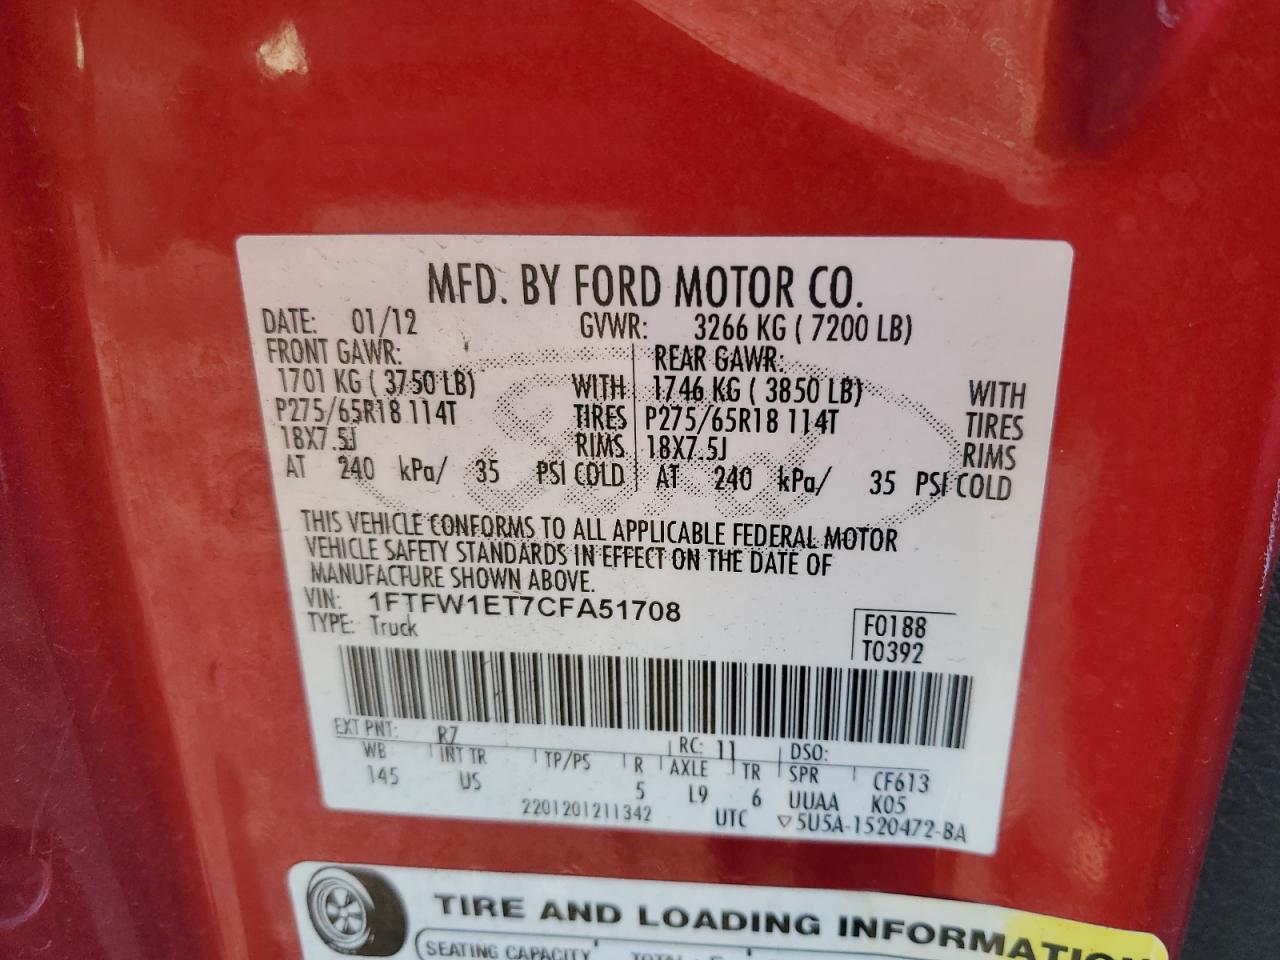 MFD. BY FORD MOTOR CO.
DATE: 01/12 GVWR: 3266 KG ( 7200 LB)
FRONT GAWR: REAR GAWR:
1701 KG ( 3750 LB) WITH 1746 KG ( 3850 LB) WITH
P275/65R18 114T TIRES P275/65R18 114T TIRES
18X7.5J RIMS 18X7.5J RIMS
AT 240 kPa/ 35 PSI COLD AT 240 kPa/ 35 PSI COLD
THIS VEHICLE CONFORMS TO ALL APPLICABLE FEDERAL MOTOR
VEHICLE SAFETY STANDARDS IN EFFECT ON THE DATE OF
MANUFACTURE SHOWN ABOVE.
VIN: 1FTFW1ET7CFA51708
TYPE: Truck
F0188
T0392
EXT PNT: R7 RC: 11 DSO:
WB INT TR TP/PS R AXLE TR SPR CF613
145 US 5 L9 6 UUAA K05
2201201211342 UTC ▽5U5A-1520472-BA
TIRE AND LOADING INFORMATION
SEATING CAPACITY TOTAL